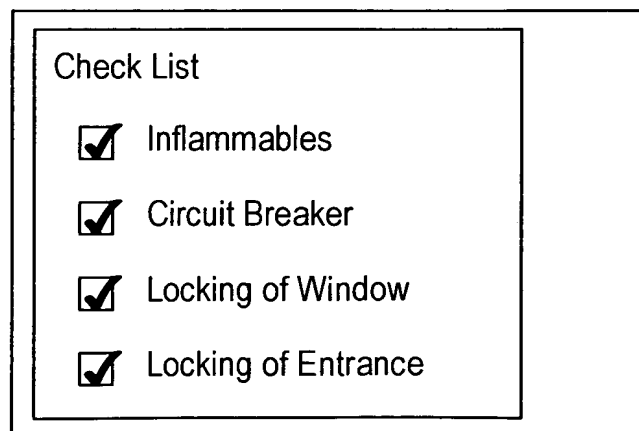 Check List
Inflammables
Circuit Breaker
Locking of Window
Locking of Entrance